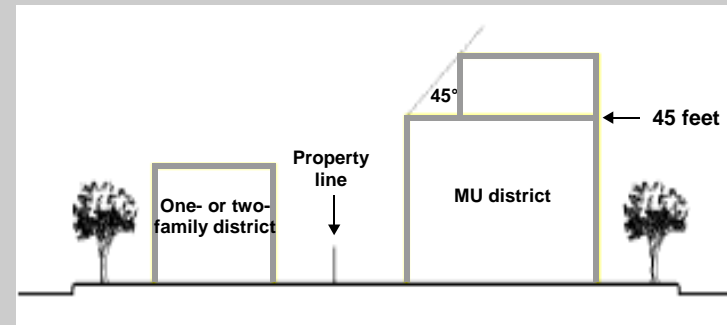 45°
45 feet
Property
line
One- or two-
family district
MU district